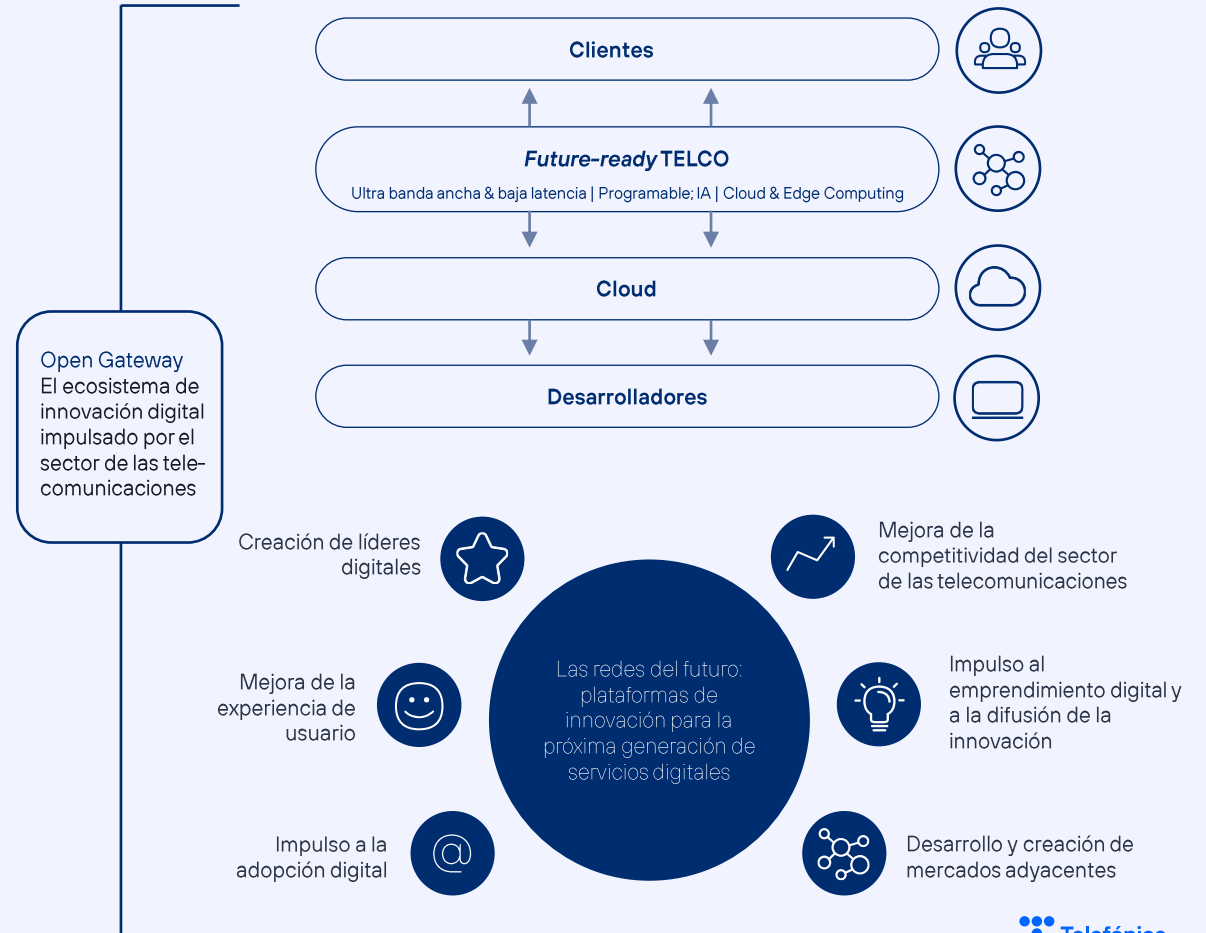 Clientes
Future-ready TELCO
Ultra banda ancha & baja latencia | Programable; IA | Cloud & Edge Computing
Cloud
Desarrolladores
Open Gateway
El ecosistema de
innovación digital
impulsado por el
sector de las tele-
comunicaciones
Creación de líderes
digitales
Mejora de la
experiencia de
usuario
Impulso a la
adopción digital
@
Las redes del futuro:
plataformas de
innovación para la
próxima generación de
servicios digitales
Mejora de la
competitividad del sector
de las telecomunicaciones
Impulso al
emprendimiento digital y
a la difusión de la
innovación
Desarrollo y creación de
mercados adyacentes
Telefónica